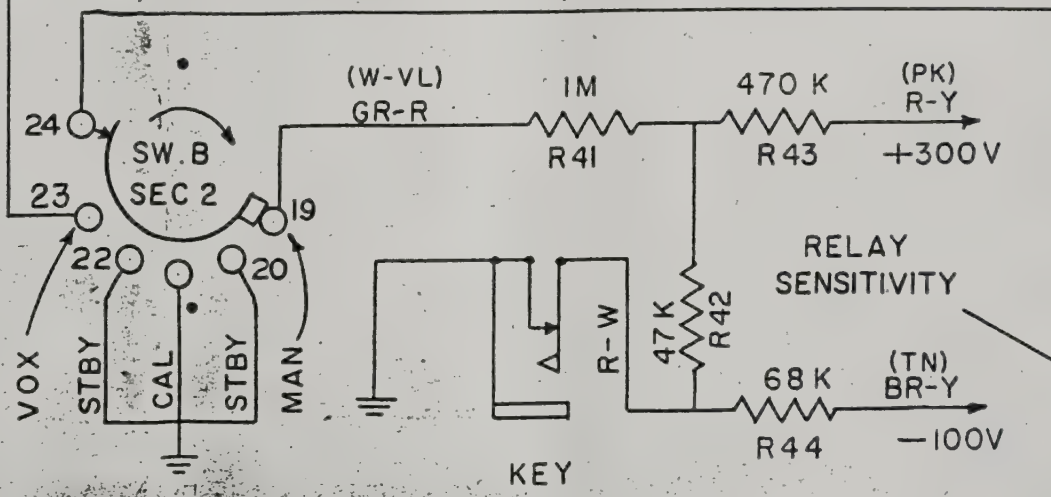 (W-VL)
GR-R
1M
R41
470 K
R43
(PK)
R-Y
+300V
24
SW.B
SEC 2
23
19
22
20
RELAY
SENSITIVITY
VOX
STBY
CAL
STBY
MAN
R-W
47K
R42
68 K
R44
(TN)
BR-Y
-100V
KEY